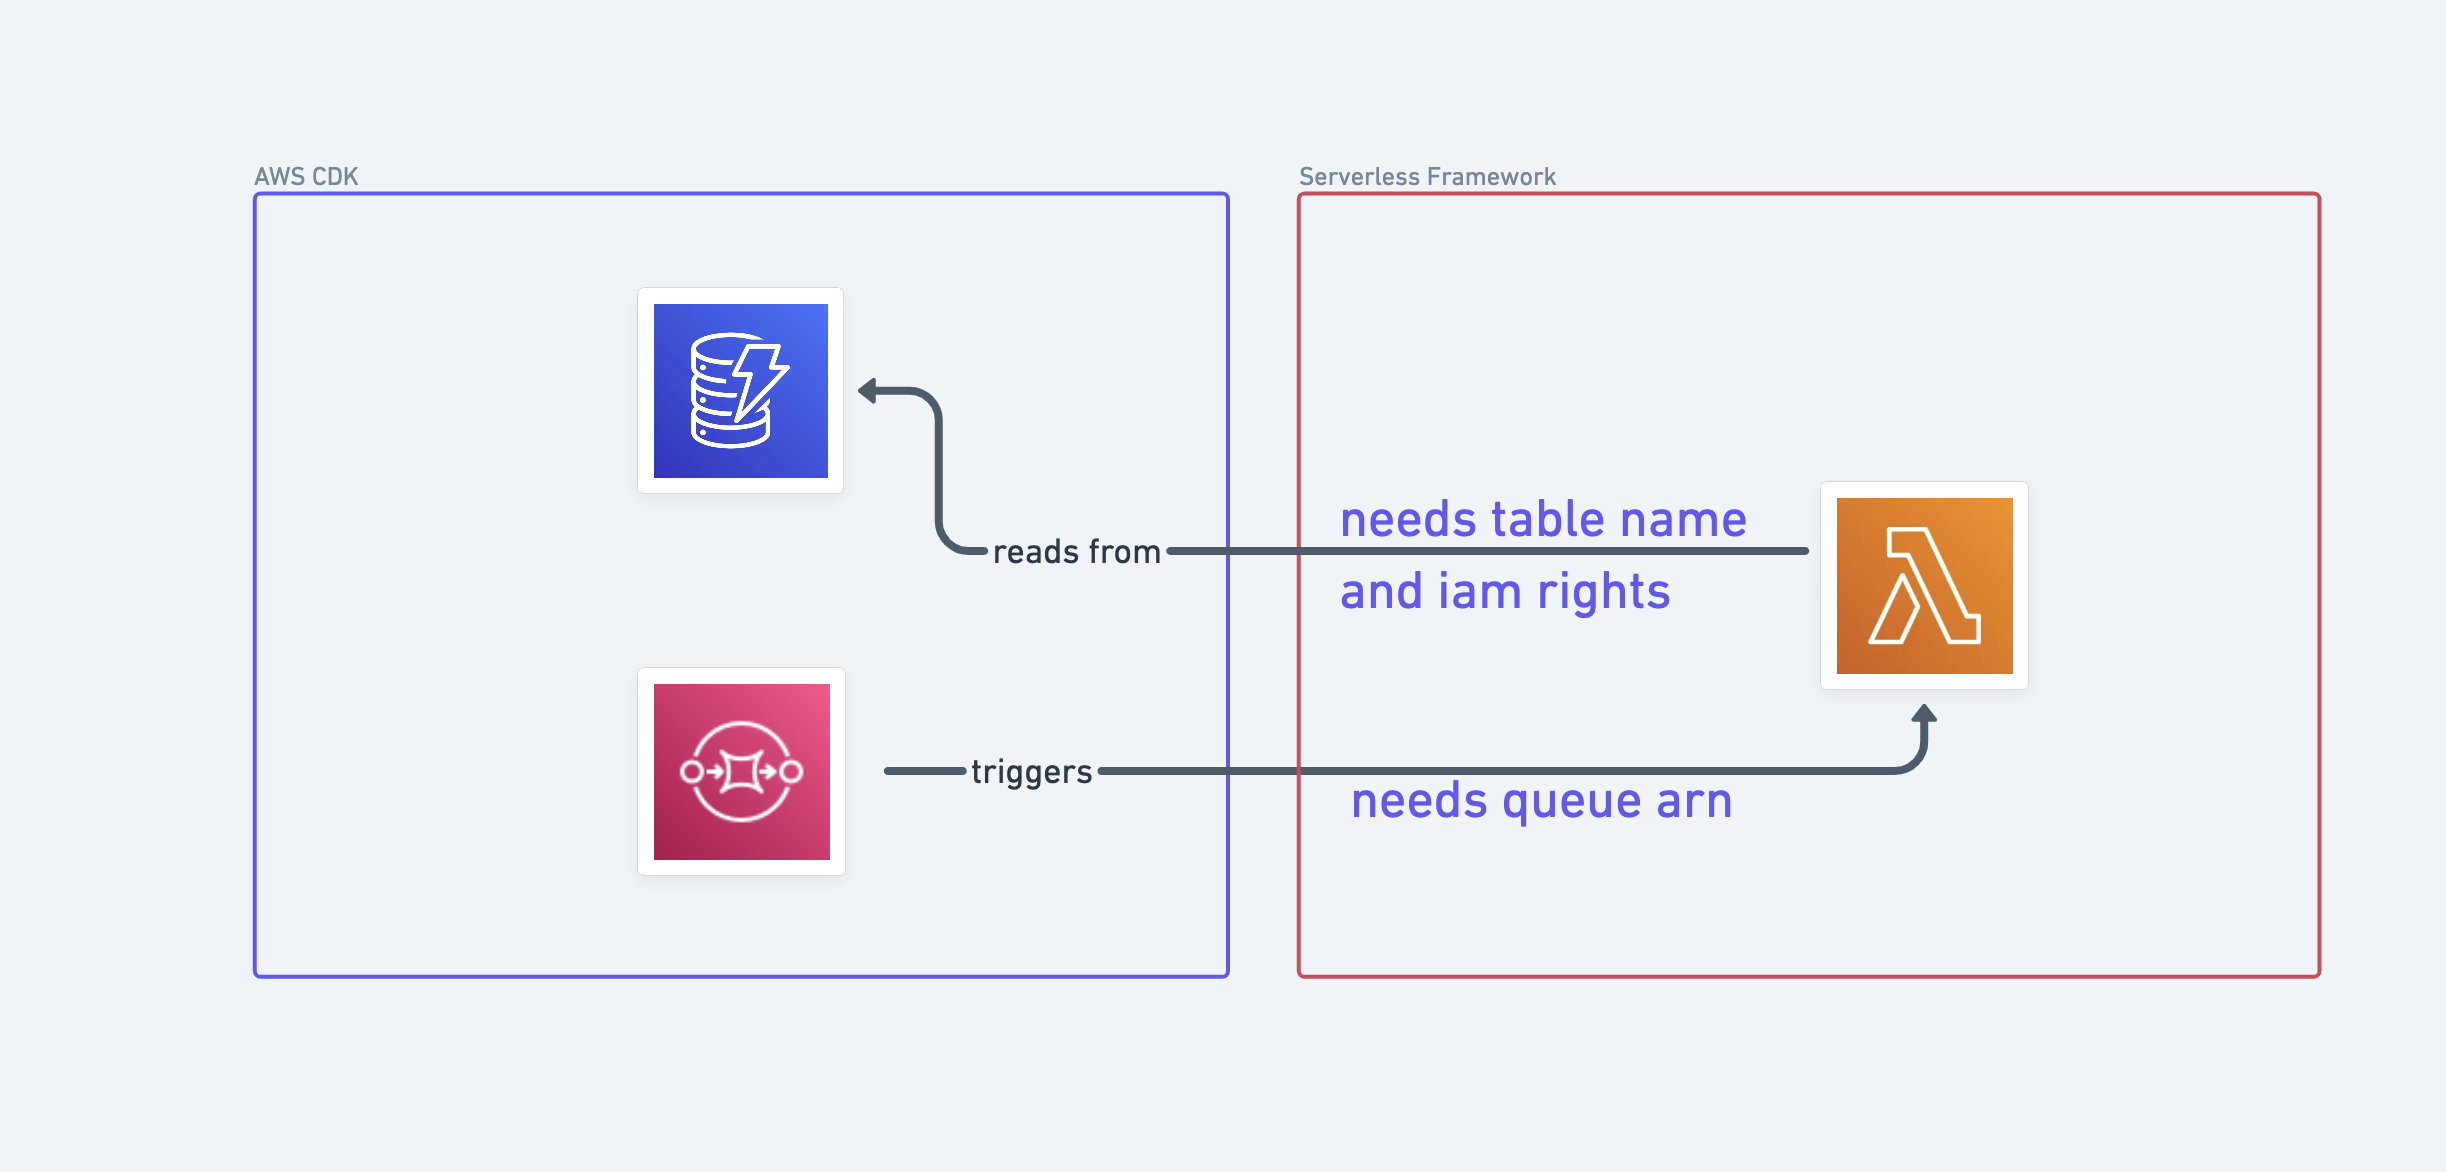 AWS CDK
Serverless Framework
needs table name
reads from
and iam rights
triggers
needs queue arn